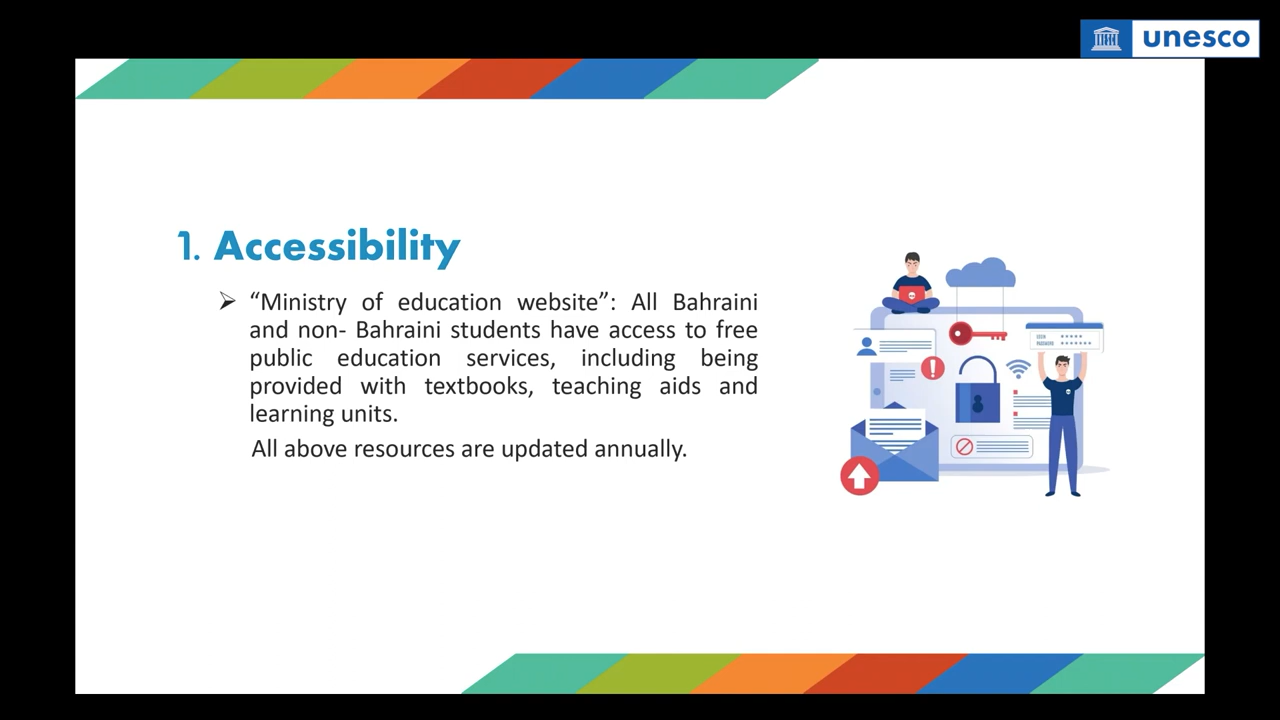 unesco
1. Accessibility
➢ “Ministry of education website”: All Bahraini
and non- Bahraini students have access to free
public education services, including being
provided with textbooks, teaching aids and
learning units.
All above resources are updated annually.